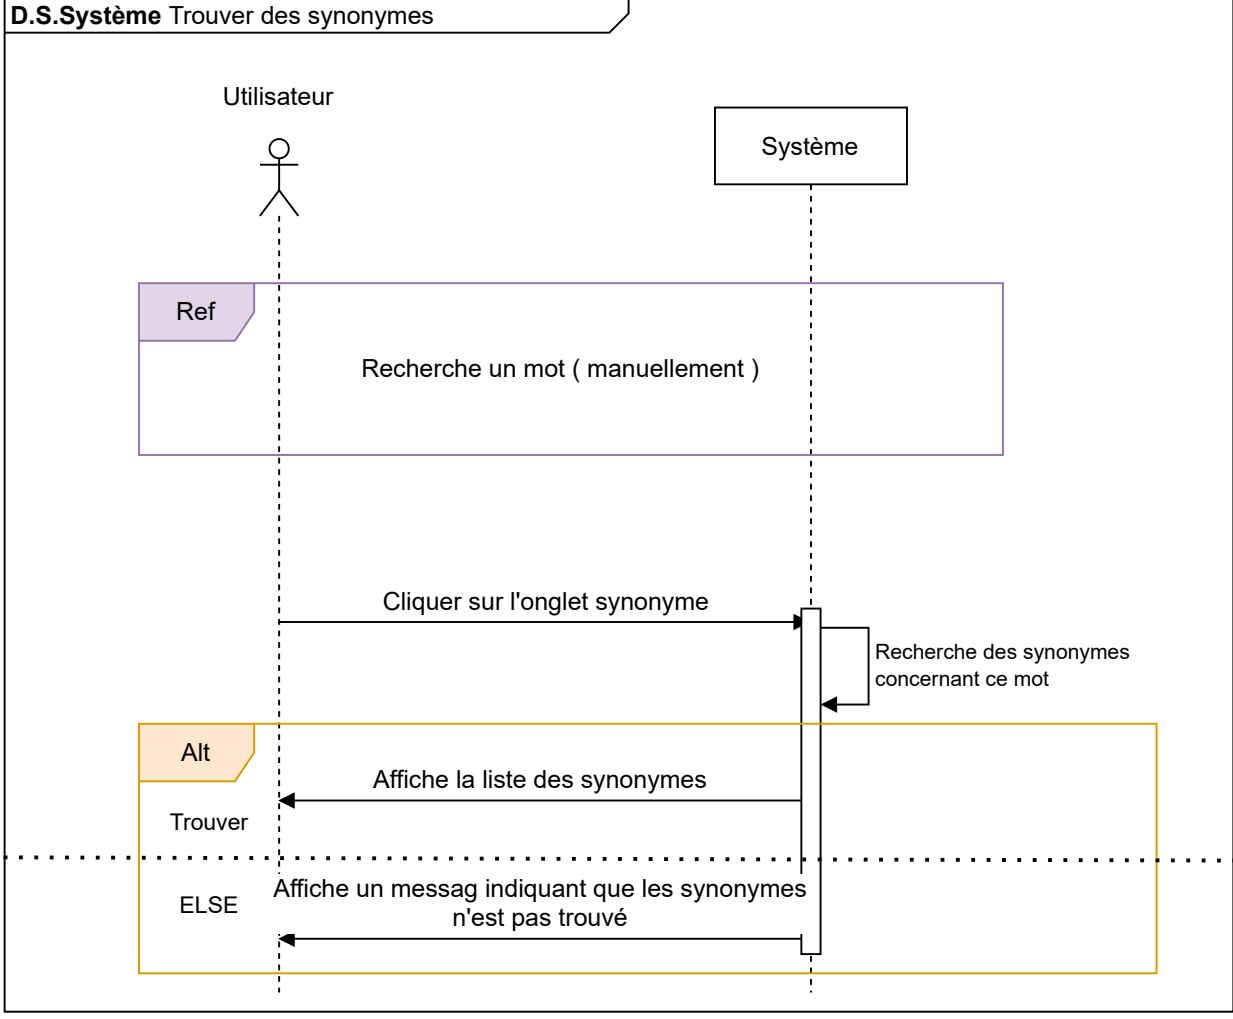 D.S.Système Trouver des synonymes
Utilisateur
Système
Ref
Recherche un mot ( manuellement )
Cliquer sur l'onglet synonyme
Recherche des synonymes
concernant ce mot
Alt
Affiche la liste des synonymes
Trouver
Affiche un messag indiquant que les synonymes
n'est pas trouvé
ELSE